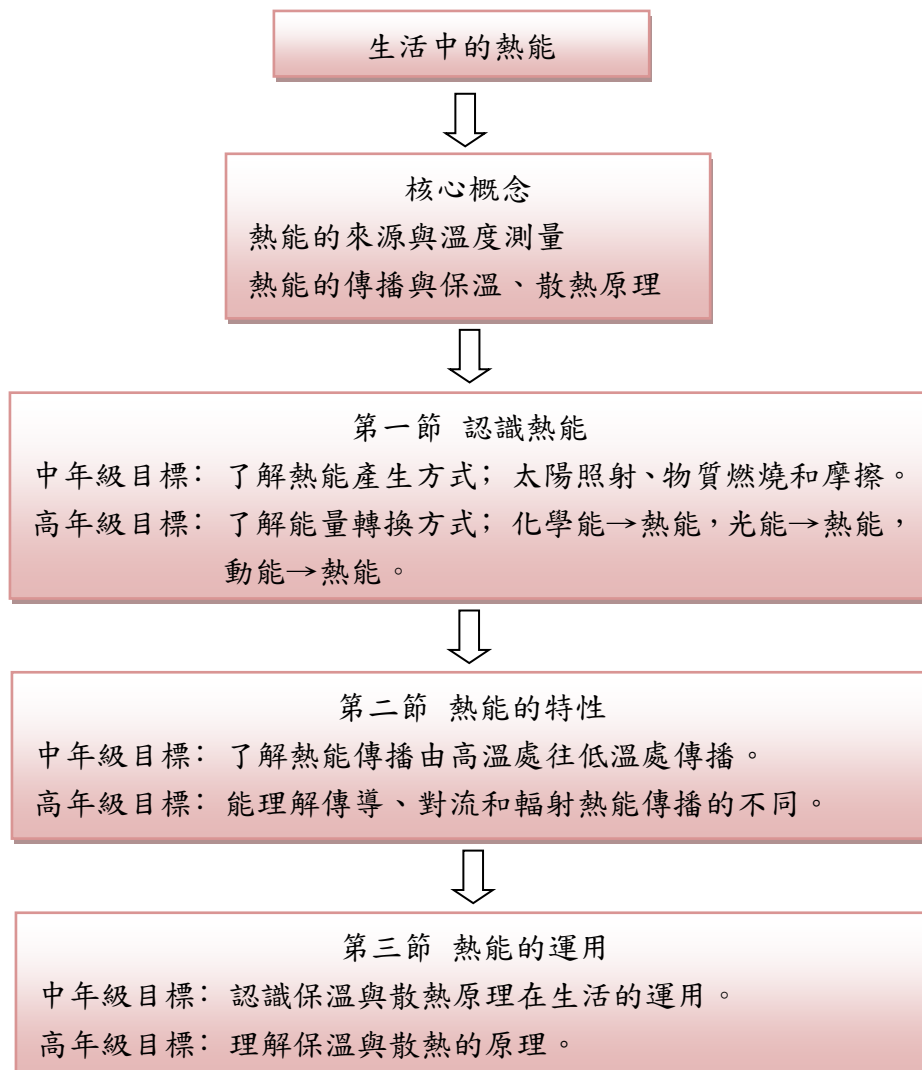 生活中的熱能
核心概念
熱能的來源與溫度測量
熱能的傳播與保溫、散熱原理
第一節 認識熱能
中年級目標：了解熱能產生方式；太陽照射、物質燃燒和摩擦。
高年級目標：了解能量轉換方式；化學能→熱能，光能→熱能，
動能→熱能。
第二節 熱能的特性
中年級目標：了解熱能傳播由高溫處往低溫處傳播。
高年級目標：能理解傳導、對流和輻射熱能傳播的不同。
第三節 熱能的運用
中年級目標：認識保溫與散熱原理在生活的運用。
高年級目標：理解保溫與散熱的原理。